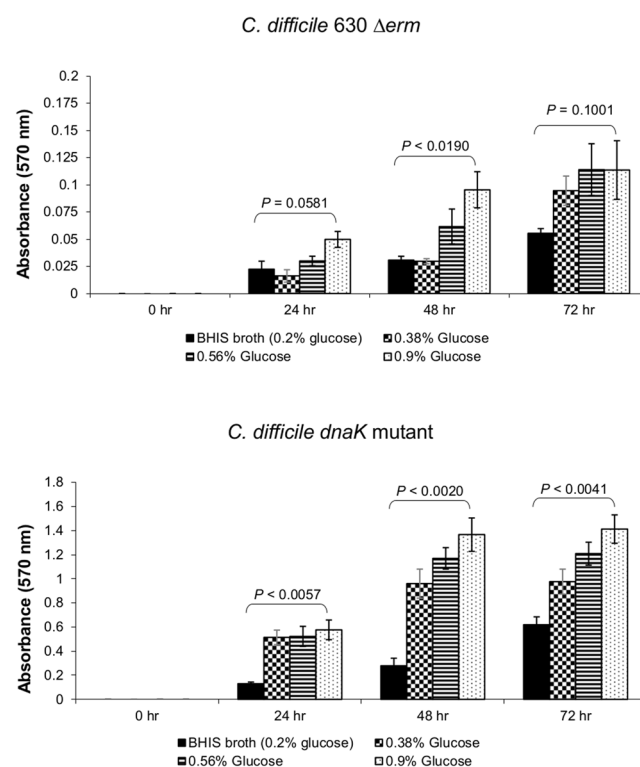 C. difficile 630 Δerm
Absorbance (570 nm)
0.2
0.175
0.15
0.125
0.1
0.075
0.05
0.025
0
P = 0.0581
P < 0.0190
P = 0.1001
0 hr 24 hr 48 hr 72 hr
BHIS broth (0.2% glucose) 0.38% Glucose
0.56% Glucose 0.9% Glucose
C. difficile dnaK mutant
Absorbance (570 nm)
1.8
1.6
1.4
1.2
1
0.8
0.6
0.4
0.2
0
P < 0.0057
P < 0.0020
P < 0.0041
0 hr 24 hr 48 hr 72 hr
BHIS broth (0.2% glucose) 0.38% Glucose
0.56% Glucose 0.9% Glucose